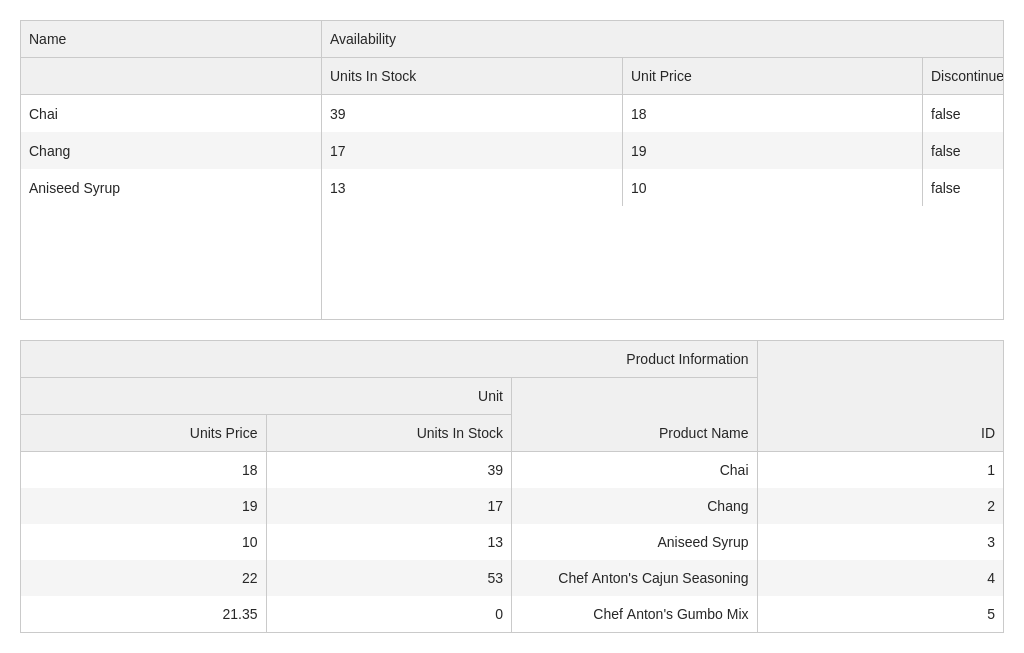 Name Availability
Units In Stock Unit Price Discontinue
Chai 39 18 false
Chang 17 19 false
Aniseed Syrup 13 10 false
Product Information
Unit
Units Price Units In Stock Product Name ID
18 39 Chai 1
19 17 Chang 2
10 13 Aniseed Syrup 3
22 53 Chef Anton's Cajun Seasoning 4
21.35 0 Chef Anton's Gumbo Mix 5